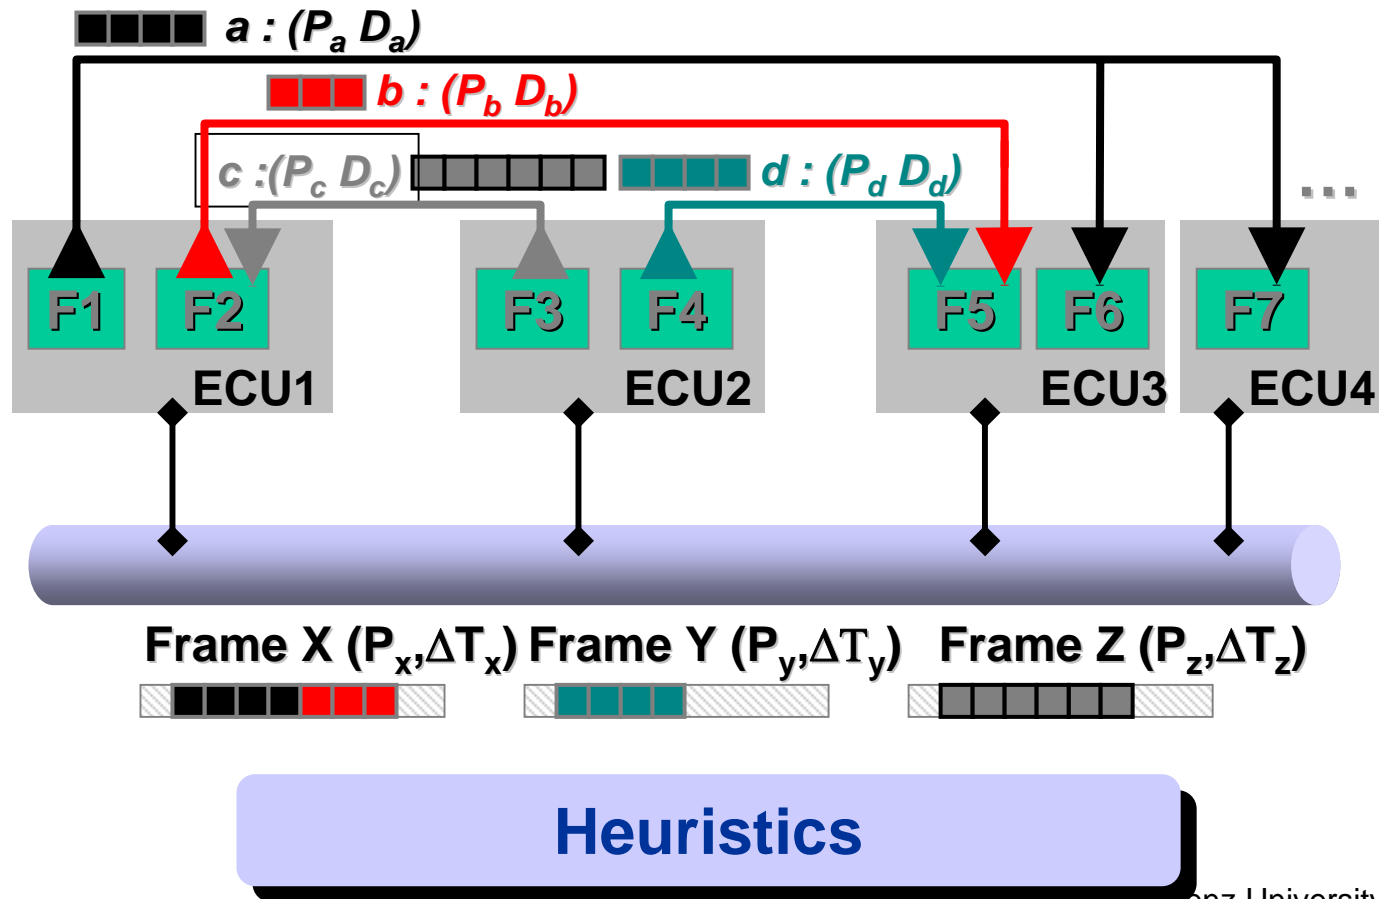 a : (Pa Da)
b : (Pb Db)
c :(Pc Dc)
d : (Pd Dd)
...
F1 F2 F3 F4 F5 F6 F7
ECU1 ECU2 ECU3 ECU4
Frame X (Px,ΔTx) Frame Y (Py,ΔTy) Frame Z (Pz,ΔTz)
Heuristics
University